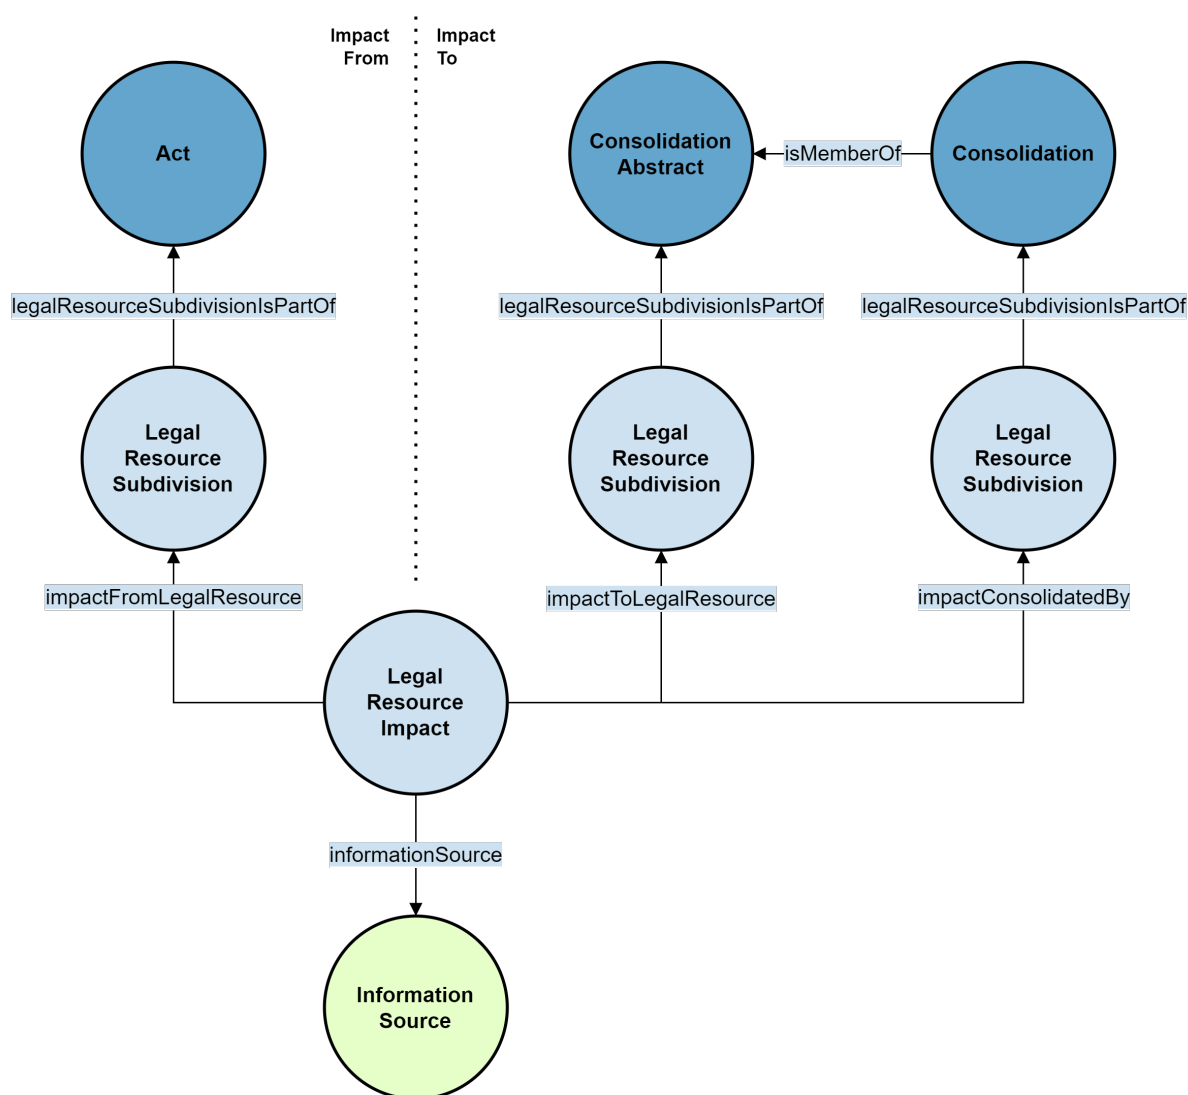 Impact
From
Impact
To
Act
Consolidation
Abstract
isMemberOf
Consolidation
legalResourceSubdivisionIsPartOf
legalResourceSubdivisionIsPartOf
legalResourceSubdivisionIsPartOf
Legal
Resource
Subdivision
Legal
Resource
Subdivision
Legal
Resource
Subdivision
impactFromLegalResource
impactToLegalResource
impactConsolidatedBy
Legal
Resource
Impact
informationSource
Information
Source